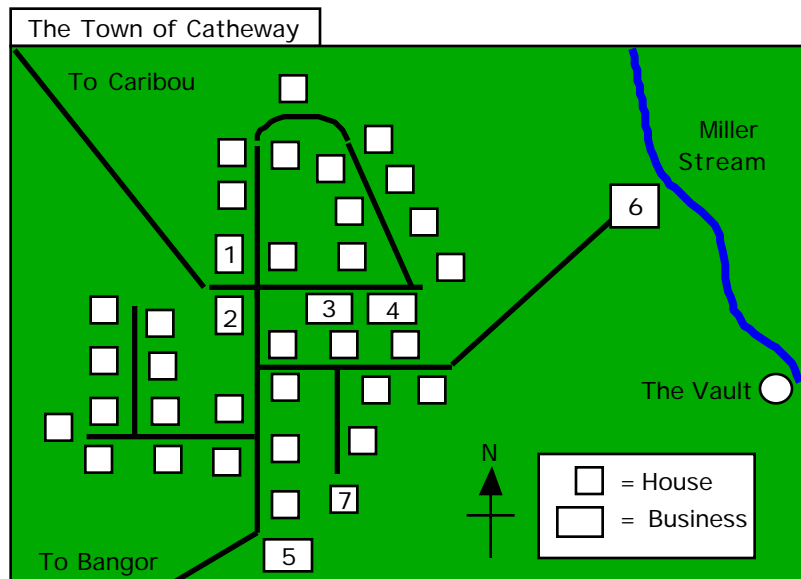 The Town of Catheway
To Caribou
Miller
Stream
6
1
2
3
4
The Vault
N
7
= House
= Business
5
To Bangor